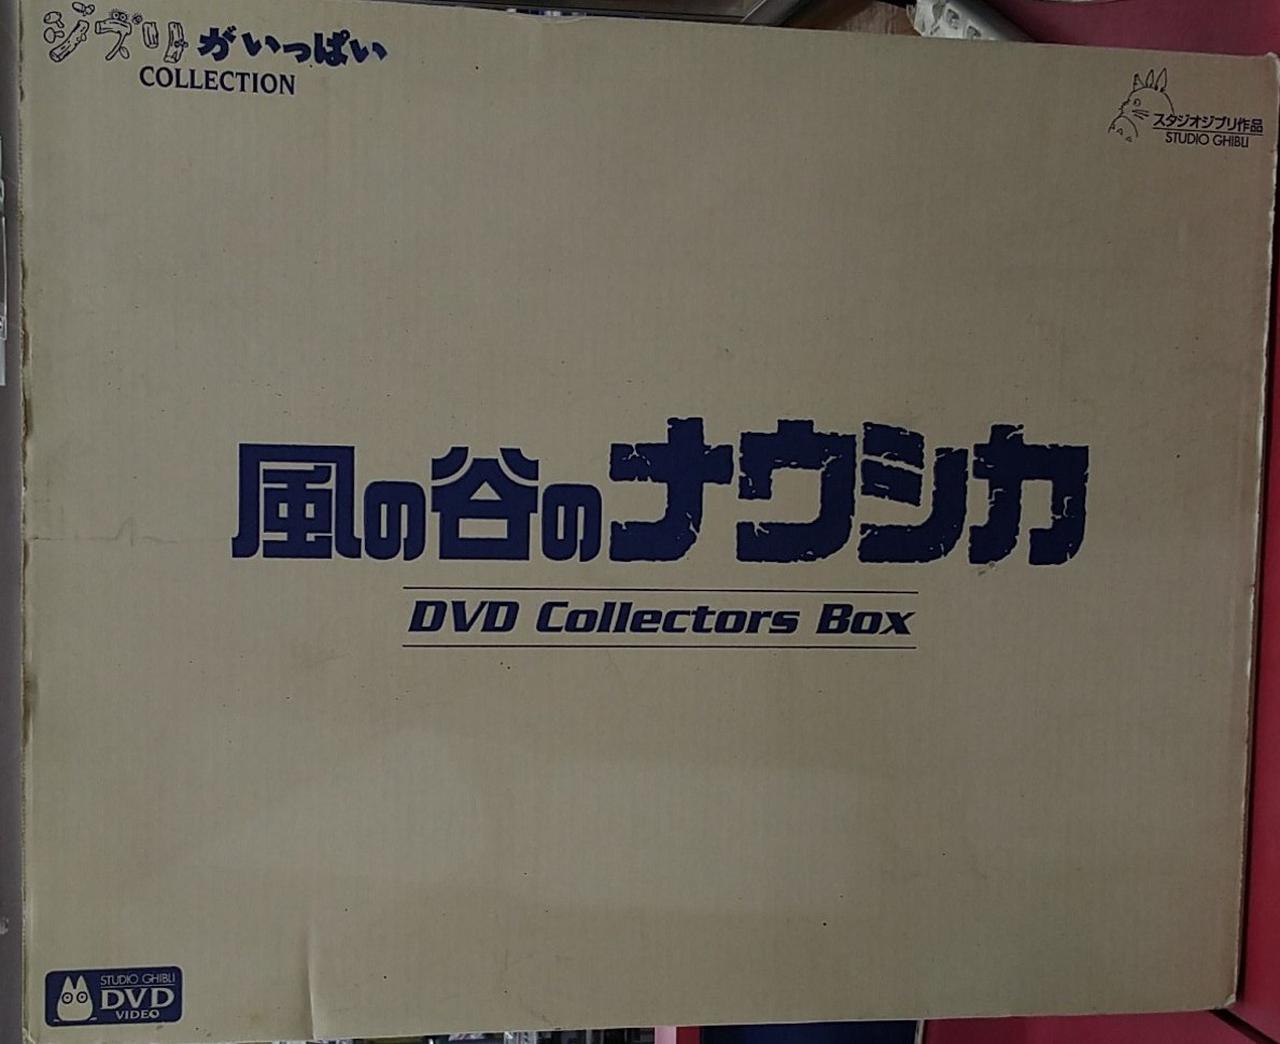 ジブリがいっぱい
COLLECTION
スタジオジブリ作品
STUDIO GHIBLI
風の谷のナウシカ
DVD Collectors Box
STUDIO GHIBLI
DVD
VIDEO